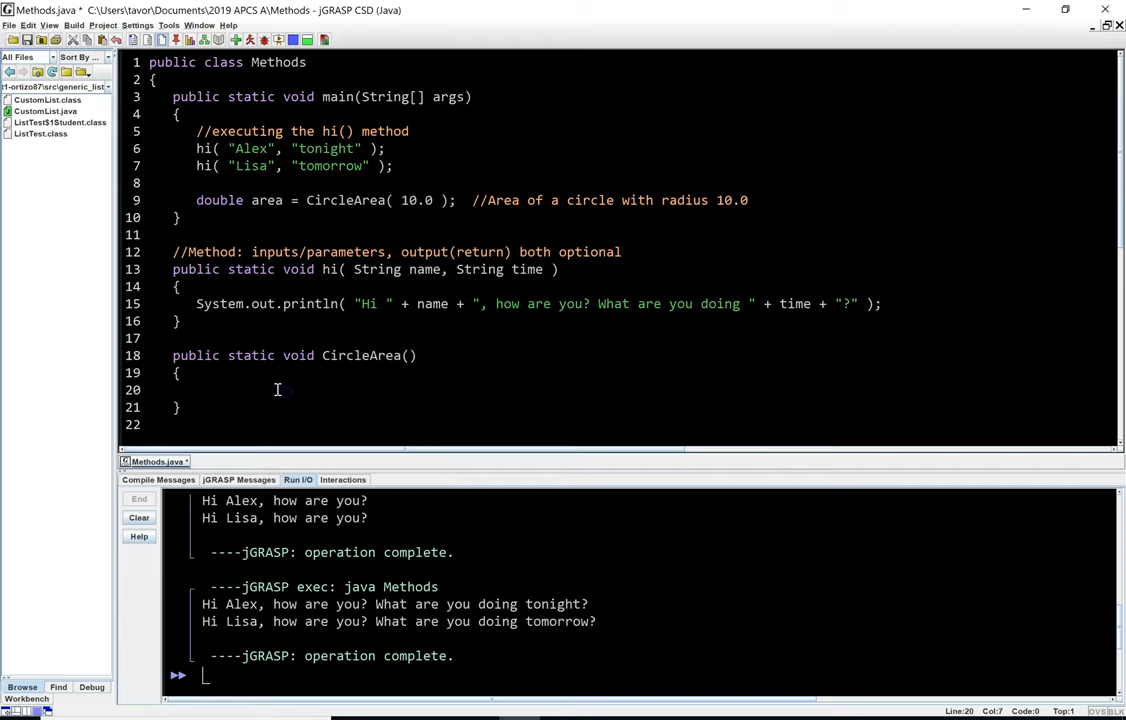 Methods.java * C:\Users\tavor\Documents\2019 APCS A\Methods - jGRASP CSD (Java)
File Edit View Build Project Settings Tools Window Help
All Files Sort By ...
t1-ortizo87\src\generic_list
CustomList.class
CustomList.java
ListTest$1Student.class
ListTest.class
1 public class Methods
2 {
3 public static void main(String[] args)
4 {
5 //executing the hi() method
6 hi( "Alex", "tonight" );
7 hi( "Lisa", "tomorrow" );
8
9 double area = CircleArea( 10.0 ); //Area of a circle with radius 10.0
10 }
11
12 //Method: inputs/parameters, output(return) both optional
13 public static void hi( String name, String time )
14 {
15 System.out.println( "Hi " + name + ", how are you? What are you doing " + time + "?" );
16 }
17
18 public static void CircleArea()
19 {
20
21 }
22
Methods.java *
Compile Messages jGRASP Messages Run I/O Interactions
End
Clear
Help
Hi Alex, how are you?
Hi Lisa, how are you?
----jGRASP: operation complete.
----jGRASP exec: java Methods
Hi Alex, how are you? What are you doing tonight?
Hi Lisa, how are you? What are you doing tomorrow?
----jGRASP: operation complete.
Browse Find Debug
Workbench
Line:20 Col:7 Code:0 Top:1 OVS BLK